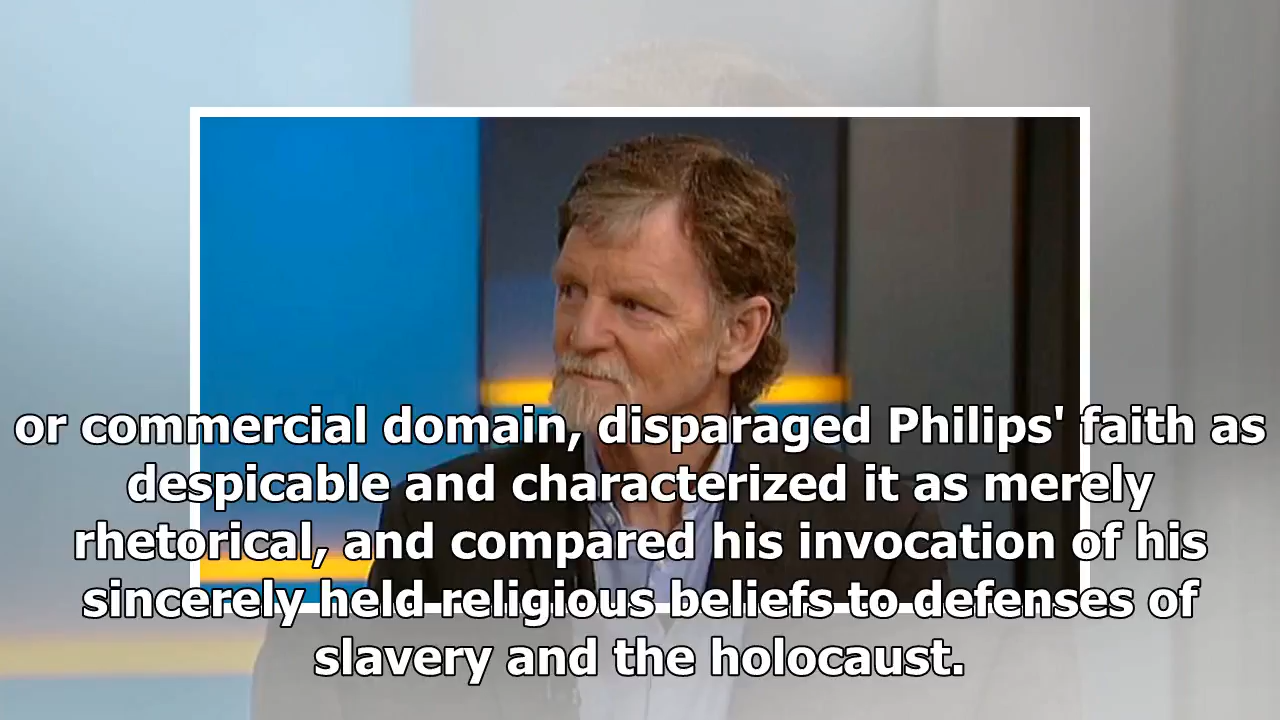 or commercial domain, disparaged Philips' faith as
despicable and characterized it as merely
rhetorical, and compared his invocation of his
sincerely held religious beliefs to defenses of
slavery and the holocaust.